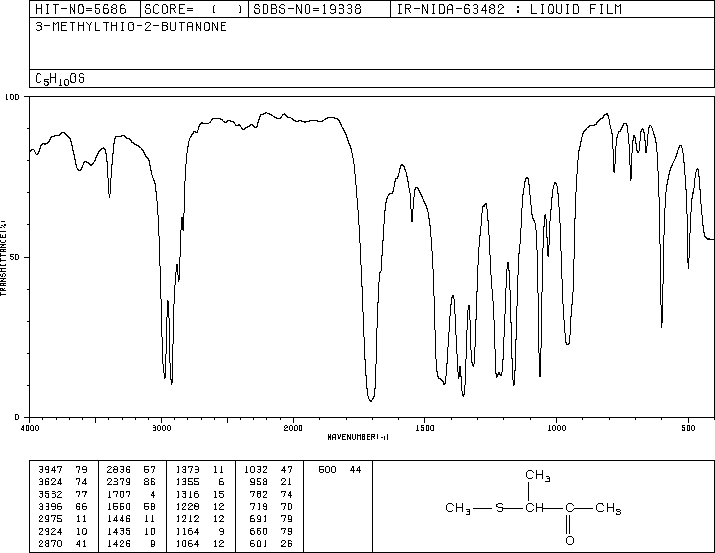 HIT-NO=5686 SCORE= ( ) SDBS-NO=19338 IR-NIDA-63482 : LIQUID FILM
3-METHYLTHIO-2-BUTANONE
C5H10OS
100
50
0
TRANSMITTANCE(%)
4000 3000 2000 1500 1000 500
WAVENUMBER(-1)
3947 79 2836 57 1373 11 1032 47 500 44
3624 74 2379 86 1355 6 958 21
3532 77 1707 4 1316 15 782 74
3396 66 1550 58 1228 12 719 70
2975 11 1446 11 1212 12 691 79
2924 10 1435 10 1164 9 660 79
2870 41 1426 9 1064 12 601 26
CH3
CH3 S CH CH3
O